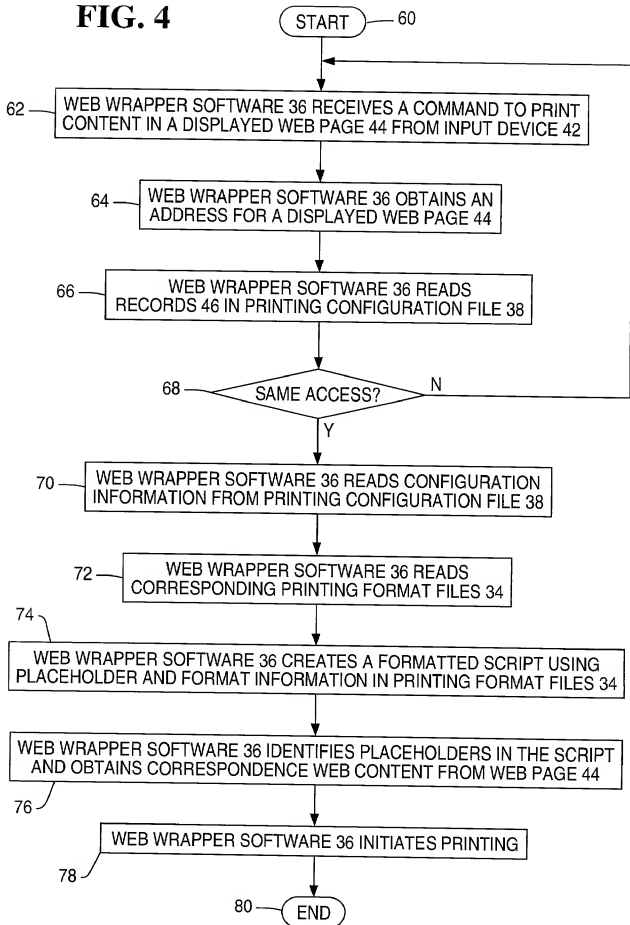 FIG. 4
START
60
62
WEB WRAPPER SOFTWARE 36 RECEIVES A COMMAND TO PRINT
CONTENT IN A DISPLAYED WEB PAGE 44 FROM INPUT DEVICE 42
64
WEB WRAPPER SOFTWARE 36 OBTAINS AN
ADDRESS FOR A DISPLAYED WEB PAGE 44
66
WEB WRAPPER SOFTWARE 36 READS
RECORDS 46 IN PRINTING CONFIGURATION FILE 38
68
SAME ACCESS?
N
Y
70
WEB WRAPPER SOFTWARE 36 READS CONFIGURATION
INFORMATION FROM PRINTING CONFIGURATION FILE 38
72
WEB WRAPPER SOFTWARE 36 READS
CORRESPONDING PRINTING FORMAT FILES 34
74
WEB WRAPPER SOFTWARE 36 CREATES A FORMATTED SCRIPT USING
PLACEHOLDER AND FORMAT INFORMATION IN PRINTING FORMAT FILES 34
WEB WRAPPER SOFTWARE 36 IDENTIFIES PLACEHOLDERS IN THE SCRIPT
AND OBTAINS CORRESPONDENCE WEB CONTENT FROM WEB PAGE 44
76
WEB WRAPPER SOFTWARE 36 INITIATES PRINTING
78
80
END